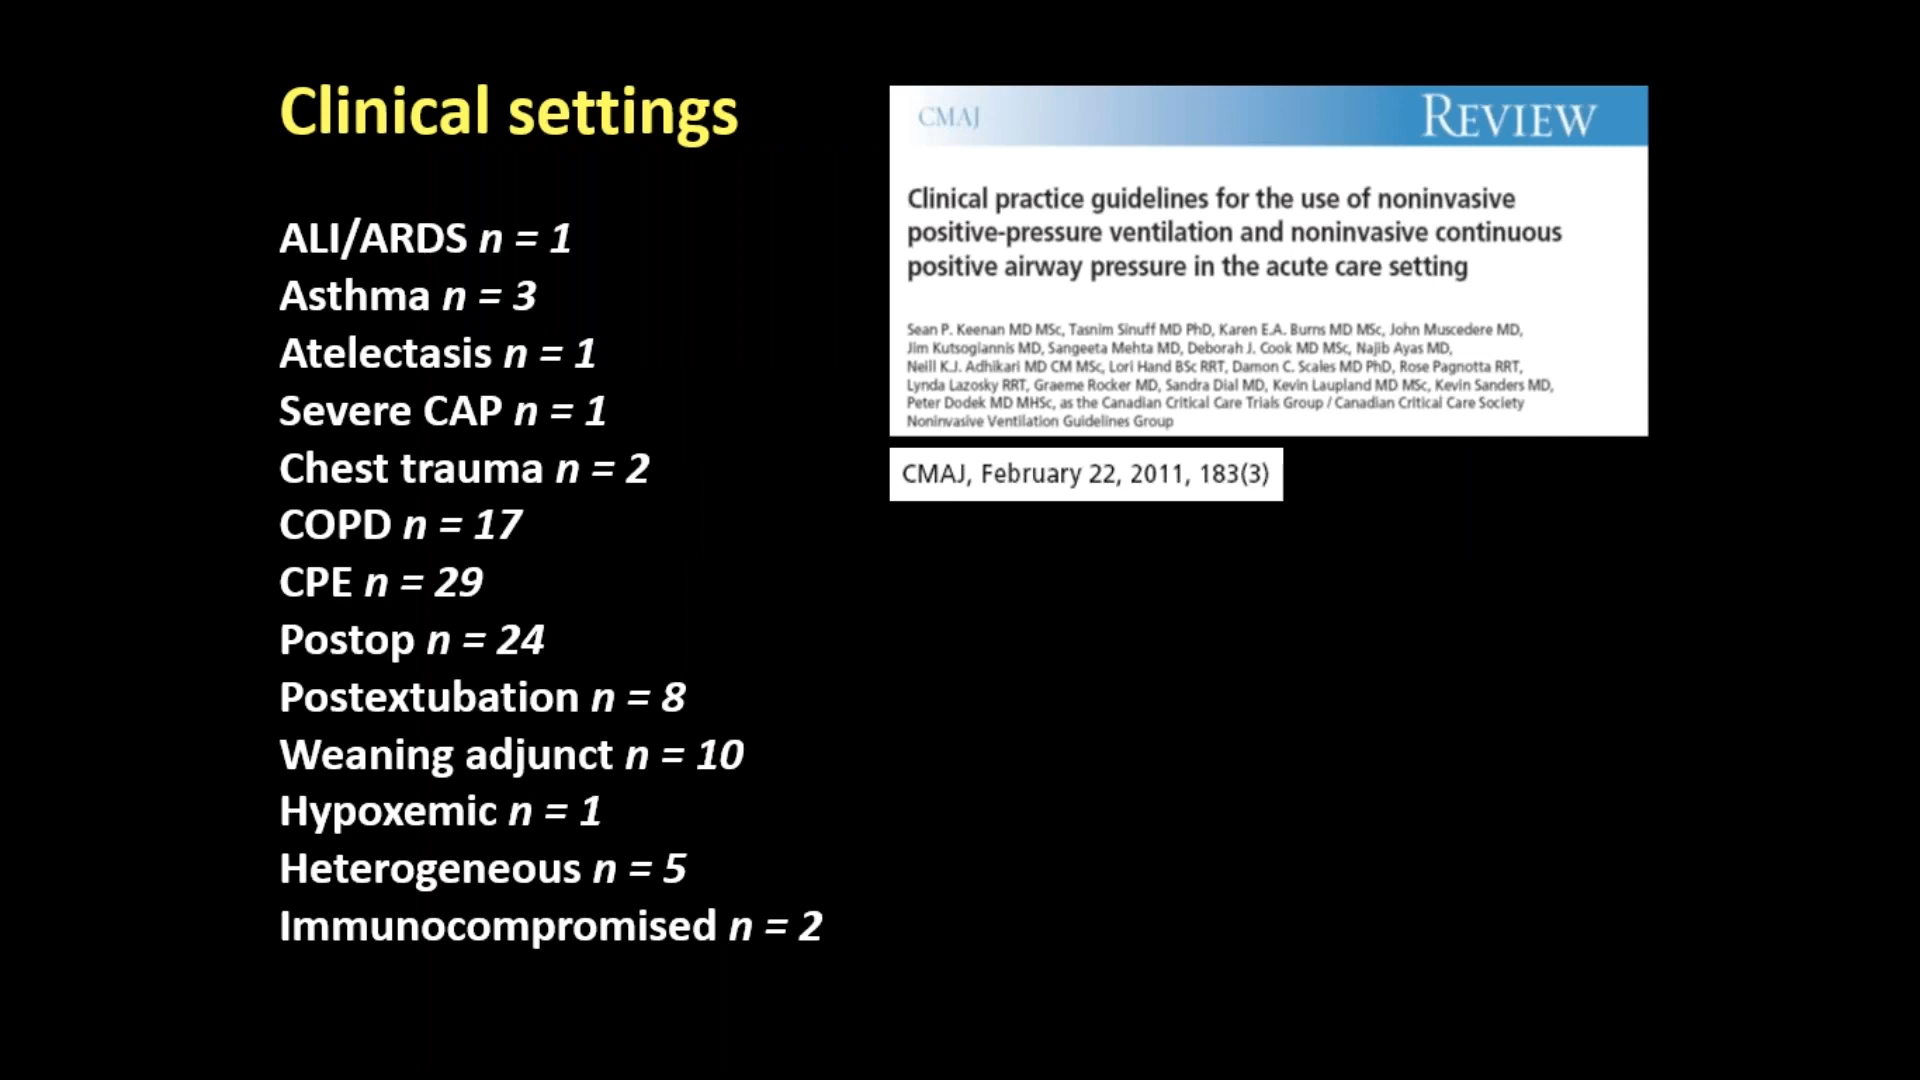 Clinical settings
ALI/ARDS n = 1
Asthma n = 3
Atelectasis n = 1
Severe CAP n = 1
Chest trauma n = 2
COPD n = 17
CPE n = 29
Postop n = 24
Postextubation n = 8
Weaning adjunct n = 10
Hypoxemic n = 1
Heterogeneous n = 5
Immunocompromised n = 2
CMAJ REVIEW
Clinical practice guidelines for the use of noninvasive
positive-pressure ventilation and noninvasive continuous
positive airway pressure in the acute care setting
Sean P. Keenan MD MSc, Tasnim Sinuff MD PhD, Karen E.A. Burns MD MSc, John Muscedere MD,
Jim Kutsogiannis MD, Sangeeta Mehta MD, Deborah J. Cook MD MSc, Najib Ayas MD,
Neill K.J. Adhikari MD CM MSc, Lori Hand BSc RRT, Damon C. Scales MD PhD, Rose Pagnotta RRT,
Lynda Lazosky RRT, Graeme Rocker MD, Sandra Dial MD, Kevin Laupland MD MSc, Kevin Sanders MD,
Peter Dodek MD MHSc, as the Canadian Critical Care Trials Group / Canadian Critical Care Society
Noninvasive Ventilation Guidelines Group
CMAJ, February 22, 2011, 183(3)